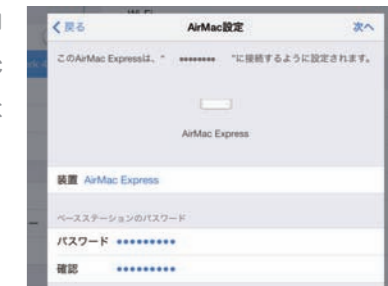 Wi-Fi
戻る AirMac設定 次へ
このAirMac Expressは、" ●●●●●●●●● "に接続するように設定されます。
AirMac Express
装置 AirMac Express
ベースステーションのパスワード
パスワード ●●●●●●●●●
確認 ●●●●●●●●●